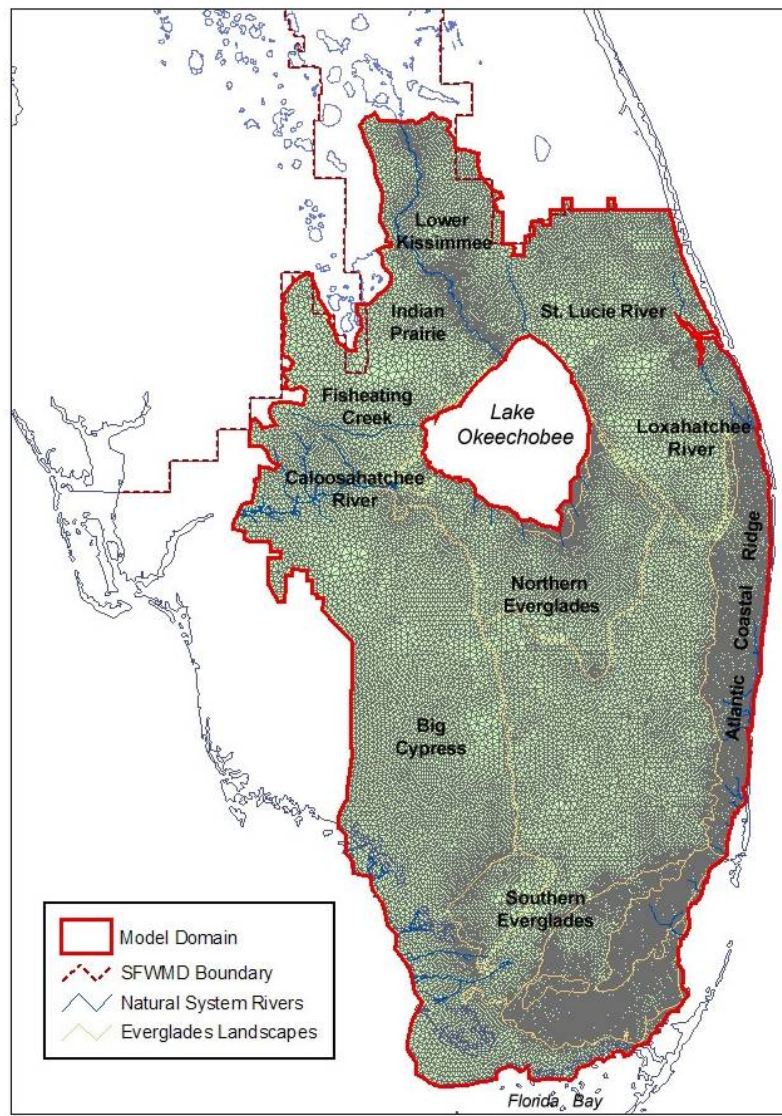 Lower
Kissimmee
Indian
Prairie
St. Lucie River
Fisheating
Creek
Lake
Okeechobee
Loxahatchee
River
Caloosahatchee
River
Northern
Everglades
Atlantic Coastal Ridge
Big
Cypress
Southern
Everglades
Model Domain
SFWMD Boundary
Natural System Rivers
Everglades Landscapes
Florida Bay